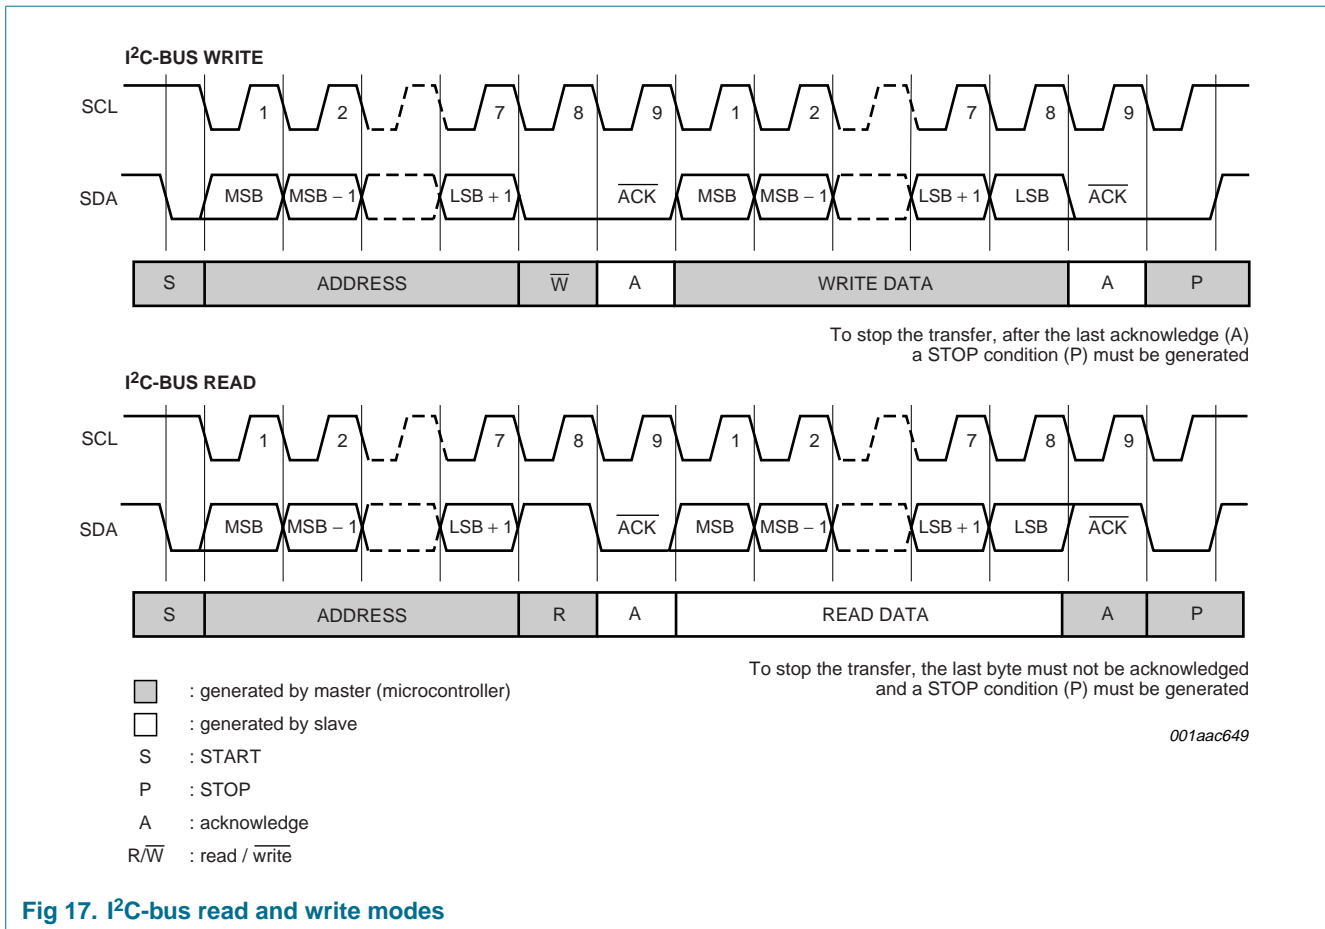 I²C-BUS WRITE
SCL 1 2 7 8 9 1 2 7 8 9
SDA MSB MSB − 1 LSB + 1 A̅C̅K̅ MSB MSB − 1 LSB + 1 LSB A̅C̅K̅
S ADDRESS W̅ A WRITE DATA A P
To stop the transfer, after the last acknowledge (A)
a STOP condition (P) must be generated
I²C-BUS READ
SCL 1 2 7 8 9 1 2 7 8 9
SDA MSB MSB − 1 LSB + 1 A̅C̅K̅ MSB MSB − 1 LSB + 1 LSB A̅C̅K̅
S ADDRESS R A READ DATA A P
To stop the transfer, the last byte must not be acknowledged
and a STOP condition (P) must be generated
: generated by master (microcontroller)
: generated by slave
001aac649
S : START
P : STOP
A : acknowledge
R/W̅ : read / w̅r̅i̅t̅e̅
Fig 17. I²C-bus read and write modes